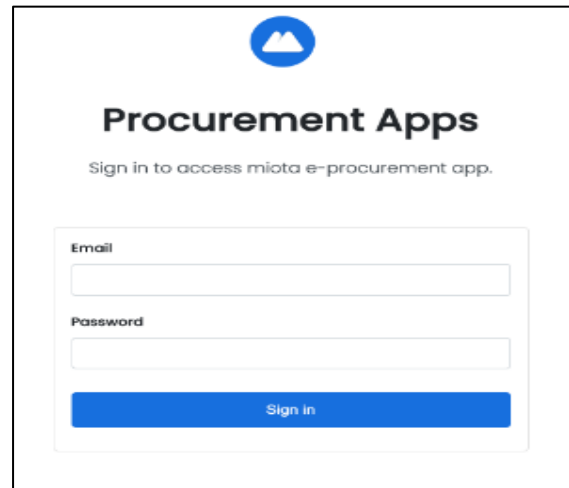 Procurement Apps
Sign in to access miota e-procurement app.
Email
Password
Sign in